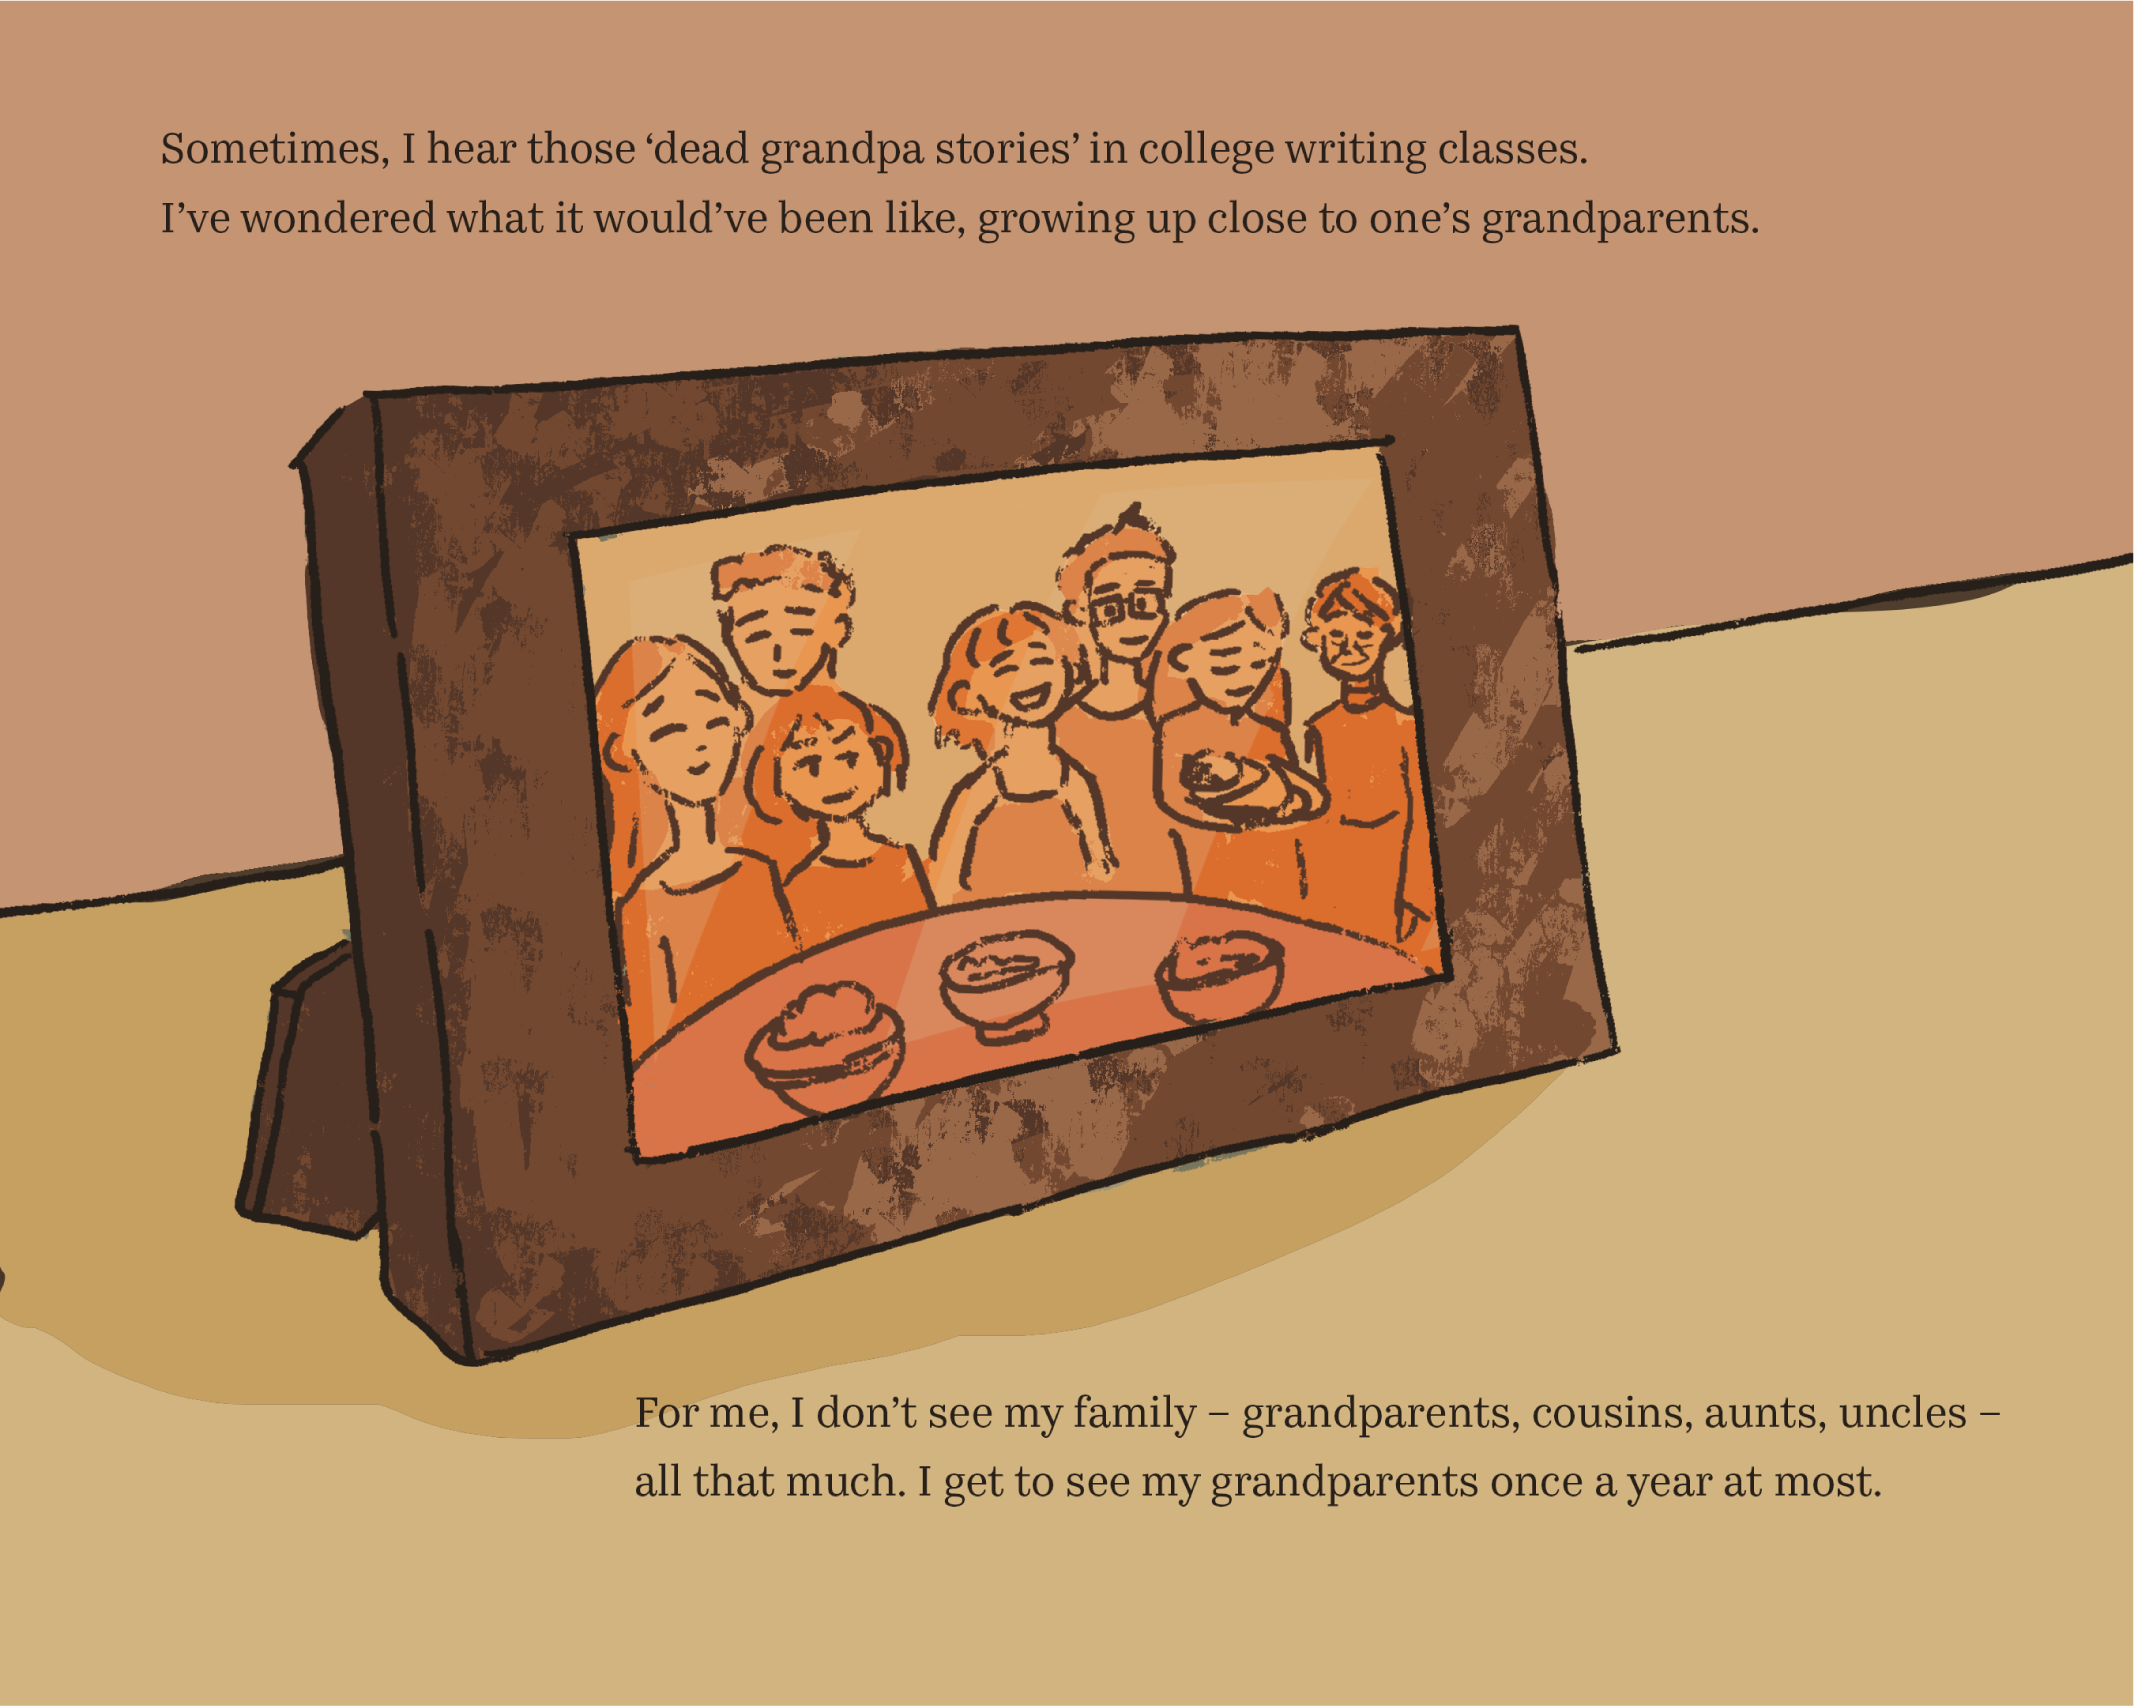 Sometimes, I hear those ‘dead grandpa stories’ in college writing classes.
I’ve wondered what it would’ve been like, growing up close to one’s grandparents.
For me, I don’t see my family – grandparents, cousins, aunts, uncles –
all that much. I get to see my grandparents once a year at most.